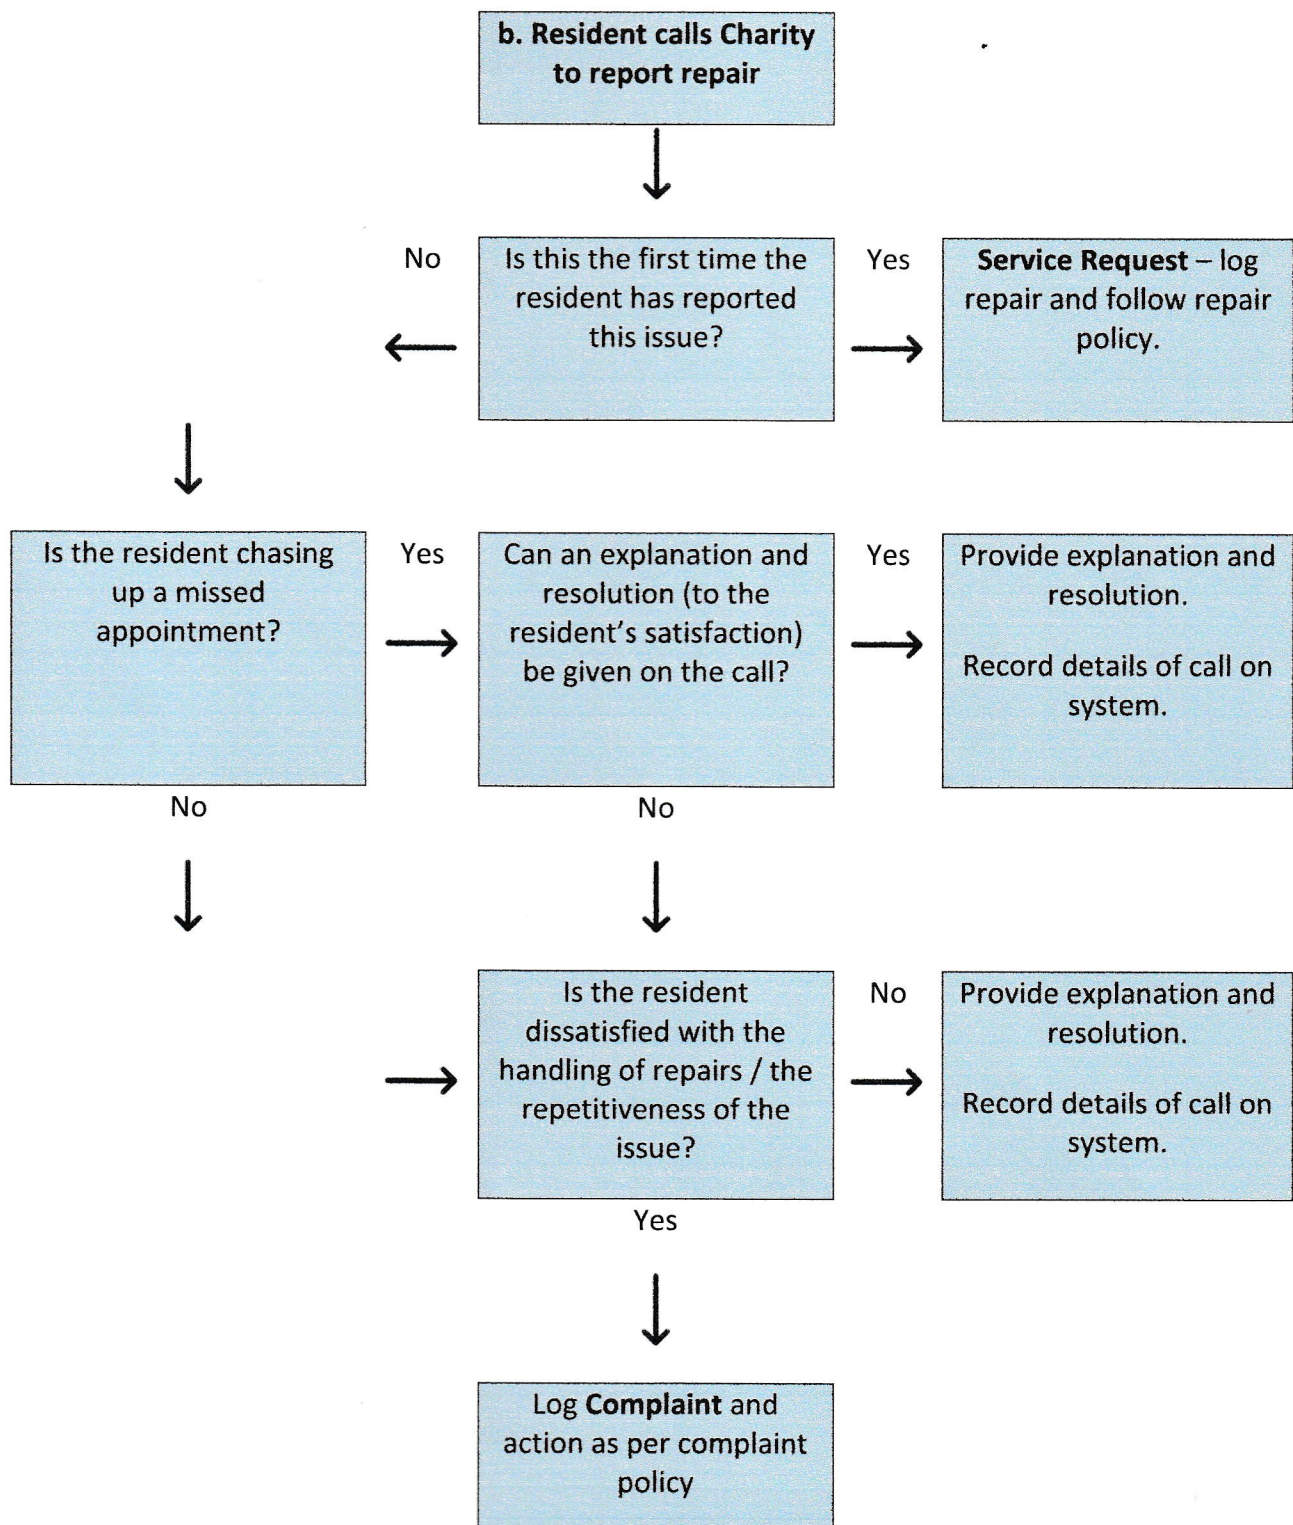 b. Resident calls Charity
to report repair
No
Is this the first time the
resident has reported
this issue?
Yes
Service Request – log
repair and follow repair
policy.
Is the resident chasing
up a missed
appointment?
Yes
Can an explanation and
resolution (to the
resident’s satisfaction)
be given on the call?
Yes
Provide explanation and
resolution.
Record details of call on
system.
No
No
Is the resident
dissatisfied with the
handling of repairs / the
repetitiveness of the
issue?
No
Provide explanation and
resolution.
Record details of call on
system.
Yes
Log Complaint and
action as per complaint
policy